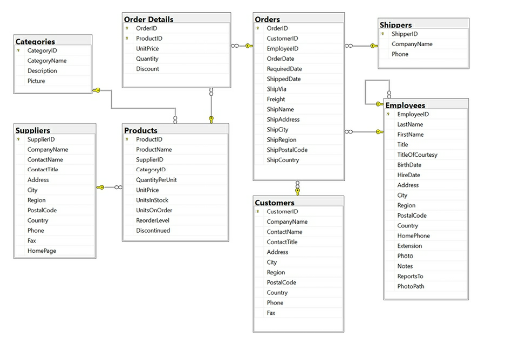 Categories
CategoryID
CategoryName
Description
Picture
Order Details
OrderID
ProductID
UnitPrice
Quantity
Discount
Orders
OrderID
CustomerID
EmployeeID
OrderDate
RequiredDate
ShippedDate
ShipVia
Freight
ShipName
ShipAddress
ShipCity
ShipRegion
ShipPostalCode
ShipCountry
Shippers
ShipperID
CompanyName
Phone
Suppliers
SupplierID
CompanyName
ContactName
ContactTitle
Address
City
Region
PostalCode
Country
Phone
Fax
HomePage
Products
ProductID
ProductName
SupplierID
CategoryID
QuantityPerUnit
UnitPrice
UnitsInStock
UnitsOnOrder
ReorderLevel
Discontinued
Customers
CustomerID
CompanyName
ContactName
ContactTitle
Address
City
Region
PostalCode
Country
Phone
Fax
Employees
EmployeeID
LastName
FirstName
Title
TitleOfCourtesy
BirthDate
HireDate
Address
City
Region
PostalCode
Country
HomePhone
Extension
Photo
Notes
ReportsTo
PhotoPath